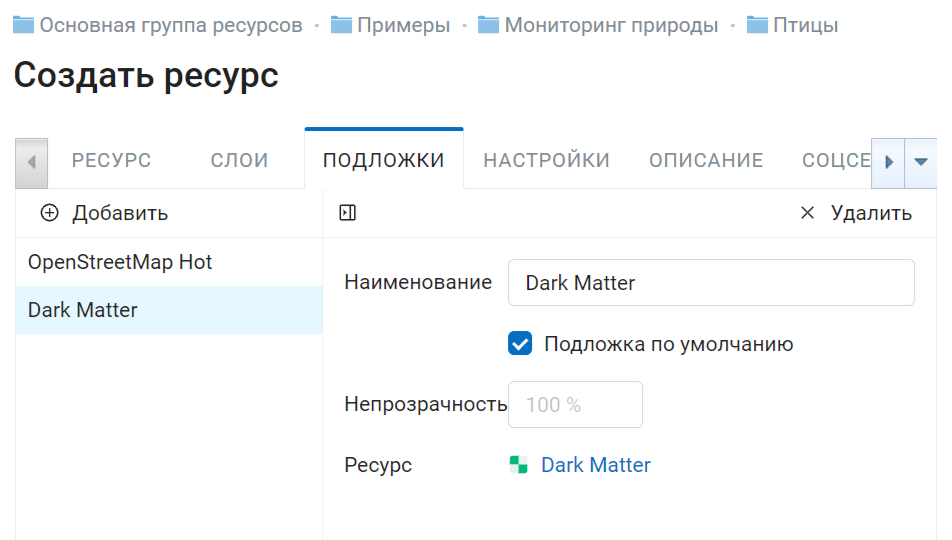 Основная группа ресурсов · Примеры · Мониторинг природы · Птицы
Создать ресурс
РЕСУРС СЛОИ ПОДЛОЖКИ НАСТРОЙКИ ОПИСАНИЕ СОЦСЕ
Добавить
Удалить
OpenStreetMap Hot
Dark Matter
Наименование Dark Matter
Подложка по умолчанию
Непрозрачность 100 %
Ресурс Dark Matter